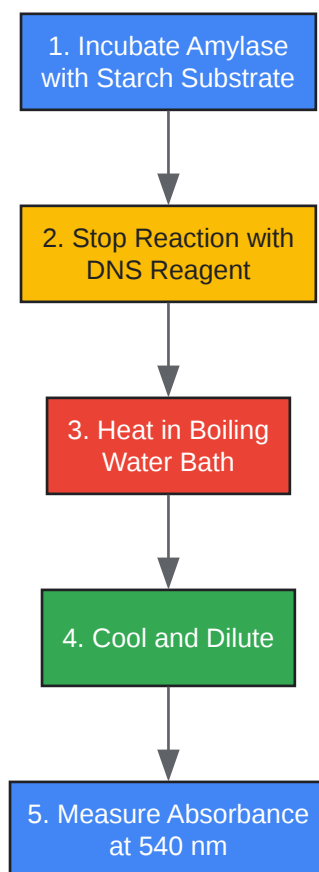 1. Incubate Amylase
with Starch Substrate
2. Stop Reaction with
DNS Reagent
3. Heat in Boiling
Water Bath
4. Cool and Dilute
5. Measure Absorbance
at 540 nm